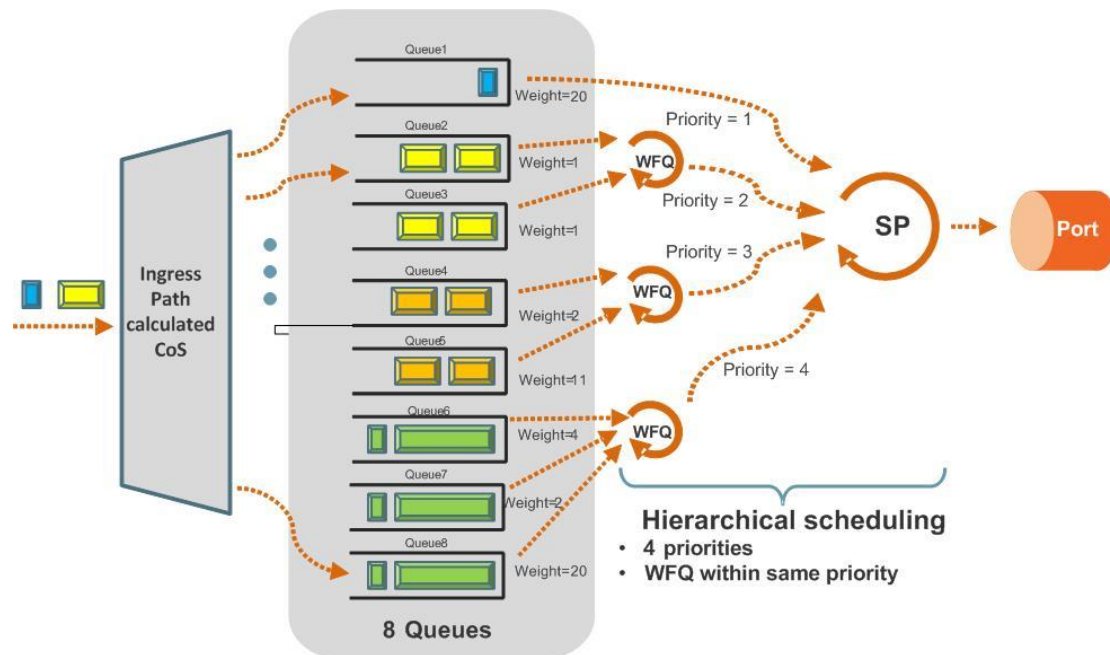 Queue1
Weight=20
Priority = 1
Queue2
Weight=1
WFQ
Queue3
Weight=1
Priority = 2
SP
Port
Ingress
Path
calculated
CoS
Queue4
Weight=2
WFQ
Priority = 3
Queue5
Weight=11
Priority = 4
Queue6
Weight=4
WFQ
Queue7
Weight=2
Queue8
Weight=20
8 Queues
Hierarchical scheduling
• 4 priorities
• WFQ within same priority